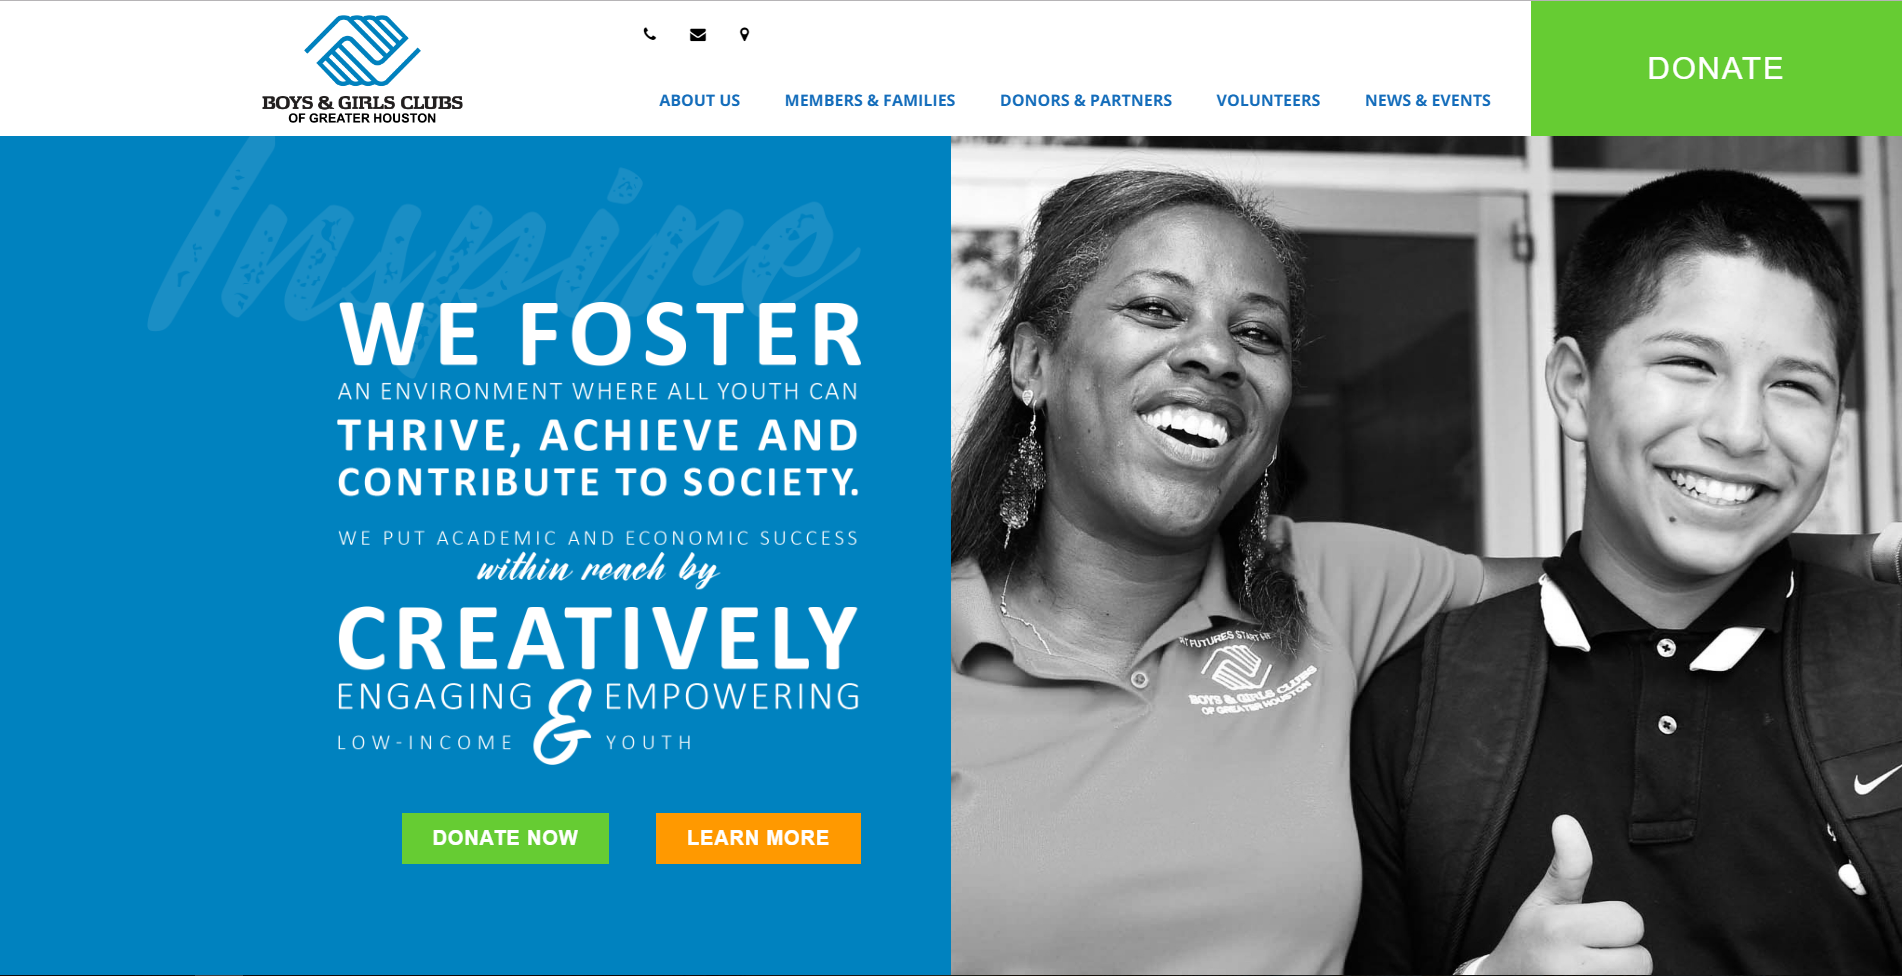 BOYS & GIRLS CLUBS
OF GREATER HOUSTON
ABOUT US
MEMBERS & FAMILIES
DONORS & PARTNERS
VOLUNTEERS
NEWS & EVENTS
DONATE
Inspire
WE FOSTER
AN ENVIRONMENT WHERE ALL YOUTH CAN
THRIVE, ACHIEVE AND
CONTRIBUTE TO SOCIETY.
WE PUT ACADEMIC AND ECONOMIC SUCCESS
within reach by
CREATIVELY
ENGAGING & EMPOWERING
LOW-INCOME YOUTH
DONATE NOW
LEARN MORE
FUTURES START
BOYS & GIRLS CLUBS
OF GREATER HOUSTON